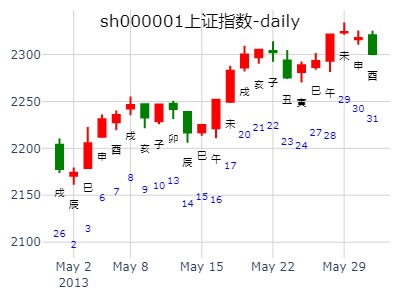 sh000001上证指数-daily
2300
2250
2200
2150
2100
戌 辰 巳 申 酉 戌 亥 子 卯 辰 巳 午 未 戌 亥 子 丑 寅 巳 午 未 申 酉
26 2 3 6 7 8 9 10 13 14 15 16 17 20 21 22 23 24 27 28 29 30 31
May 2 May 8 May 15 May 22 May 29
2013